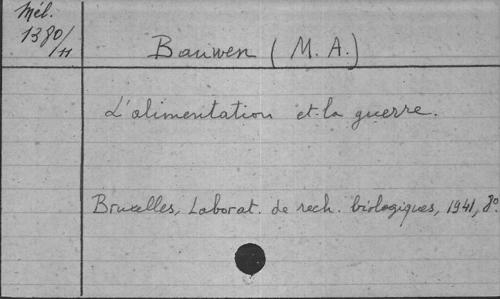 Mél.
1380/11
Bauwen (M. A.)
L'alimentation et la guerre.
Bruxelles, Laborat. de rech. biologiques, 1941, 8°